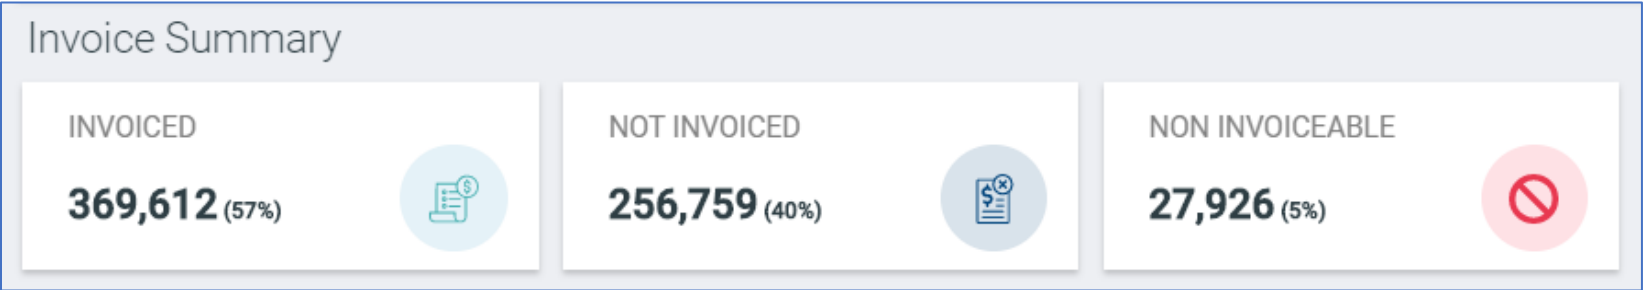 Invoice Summary
INVOICED
369,612 (57%)
NOT INVOICED
256,759 (40%)
NON INVOICEABLE
27,926 (5%)